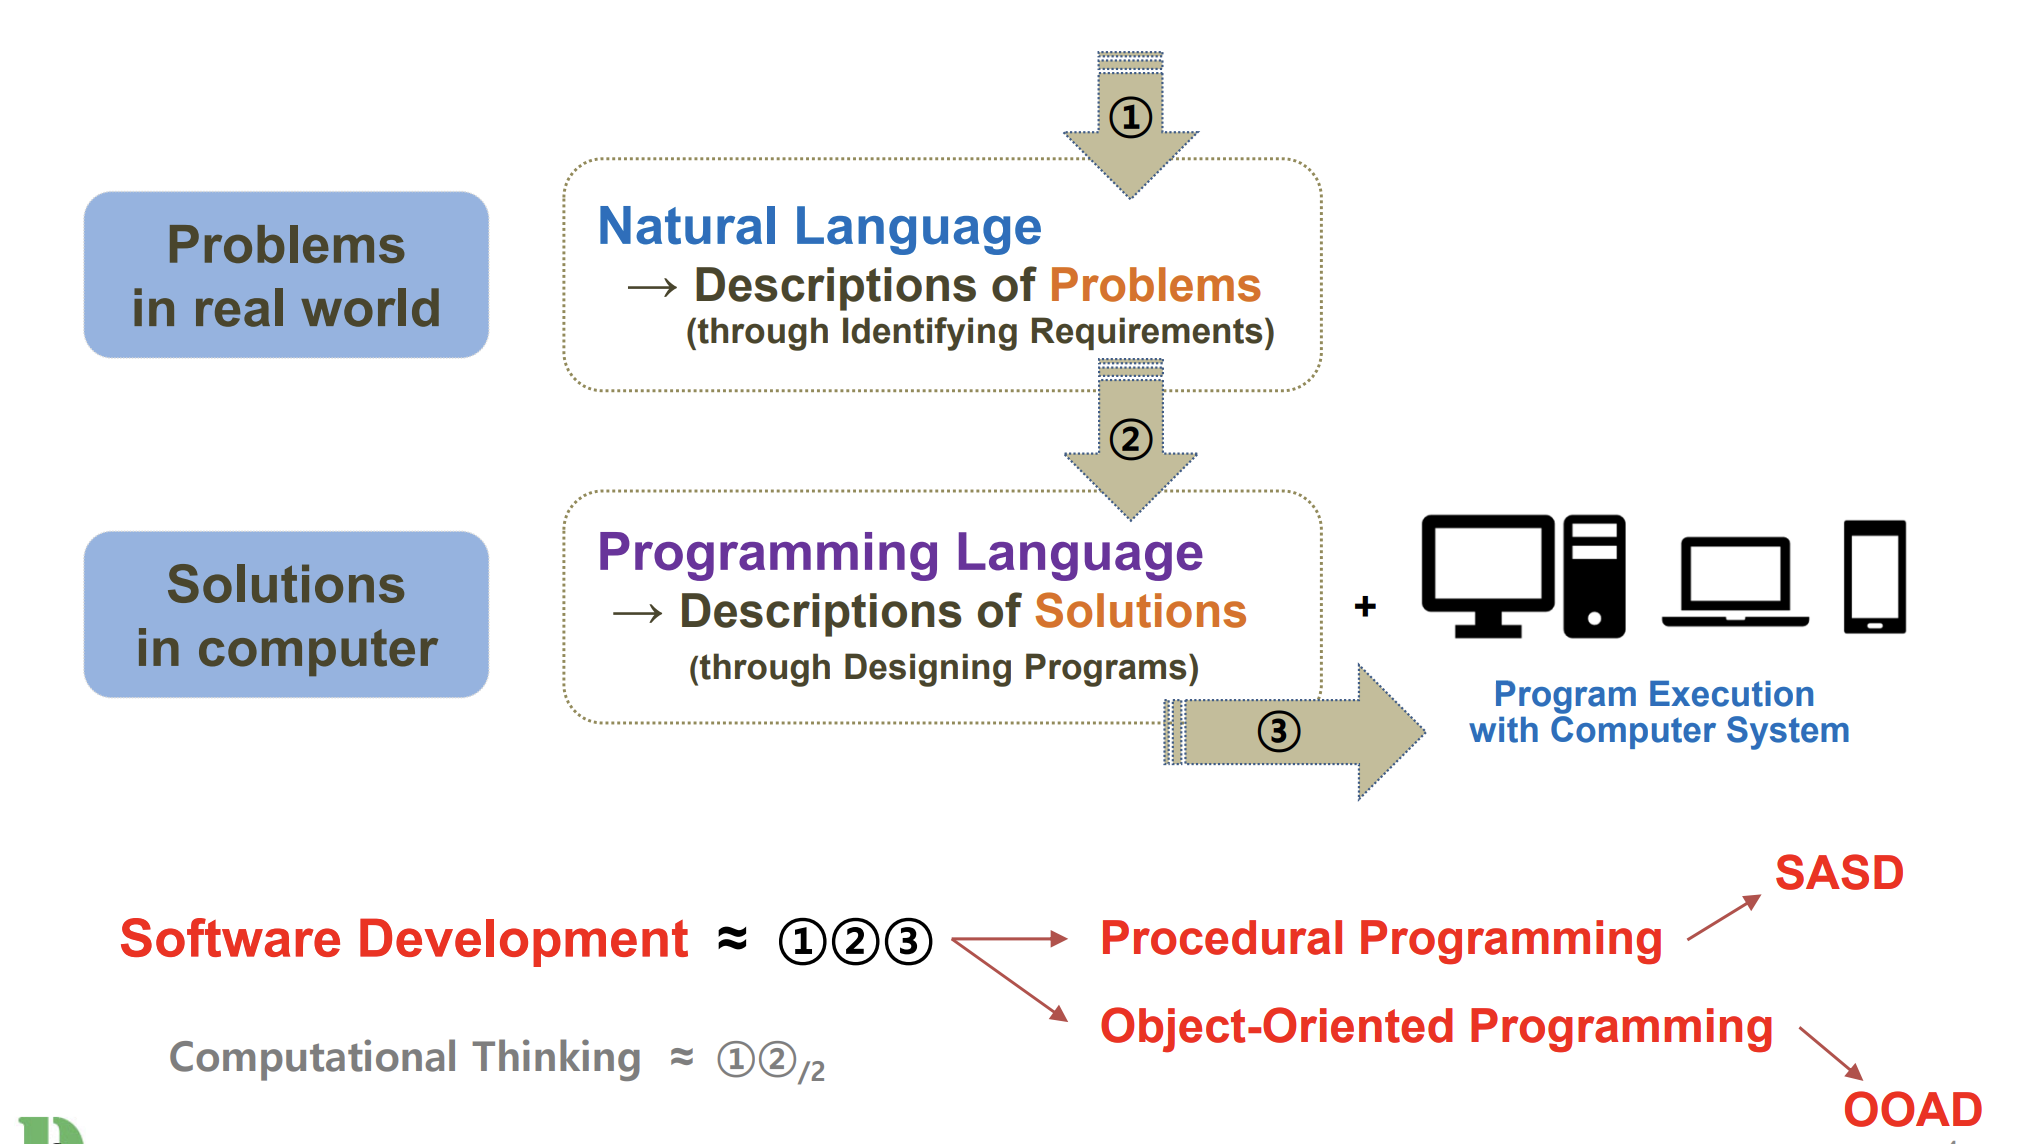 ①
Problems
in real world
Natural Language
→ Descriptions of Problems
(through Identifying Requirements)
②
Solutions
in computer
Programming Language
→ Descriptions of Solutions
(through Designing Programs)
+
③
Program Execution
with Computer System
Software Development ≈ ①②③
Procedural Programming
SASD
Object-Oriented Programming
OOAD
Computational Thinking ≈ ①②/2